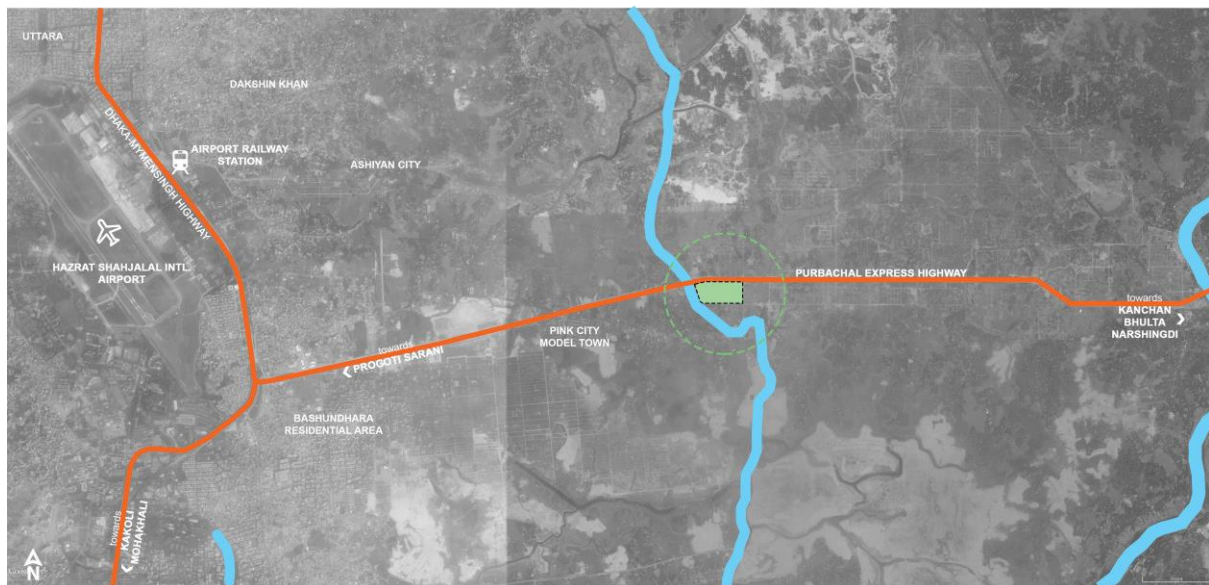 UTTARA
DAKSHIN KHAN
DHAKA-MYMENSINGH HIGHWAY
AIRPORT RAILWAY
STATION
ASHIYAN CITY
HAZRAT SHAHJALAL INTL.
AIRPORT
PURBACHAL EXPRESS HIGHWAY
towards
KANCHAN
BHULTA
NARSHINGDI
PINK CITY
MODEL TOWN
towards
PROGOTI SARANI
BASHUNDHARA
RESIDENTIAL AREA
towards
KAKOLI
MOHAKHALI
N